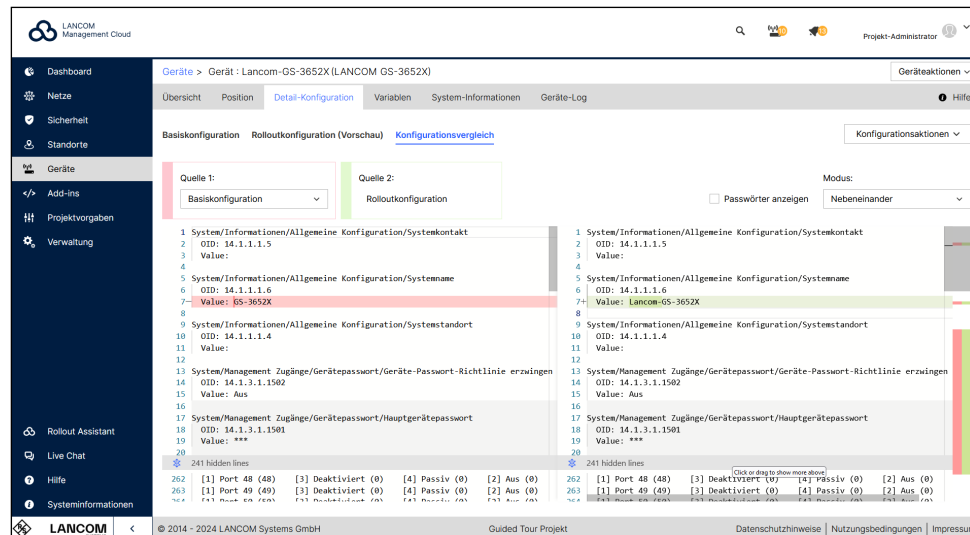 LANCOM
Management Cloud
Projekt-Administrator
Dashboard
Netze
Sicherheit
Standorte
Geräte
Add-ins
Projektvorgaben
Verwaltung
Rollout Assistant
Live Chat
Hilfe
Systeminformationen
LANCOM
Geräte > Gerät : Lancom-GS-3652X (LANCOM GS-3652X)
Geräteaktionen
Übersicht Position Detail-Konfiguration Variablen System-Informationen Geräte-Log
Hilfe
Basiskonfiguration Rolloutkonfiguration (Vorschau) Konfigurationsvergleich
Konfigurationsaktionen
Quelle 1:
Basiskonfiguration
Quelle 2:
Rolloutkonfiguration
Passwörter anzeigen
Modus:
Nebeneinander
1 System/Informationen/Allgemeine Konfiguration/Systemkontakt
2 OID: 14.1.1.1.5
3 Value:
4
5 System/Informationen/Allgemeine Konfiguration/Systemname
6 OID: 14.1.1.1.6
7- Value: GS-3652X
8
9 System/Informationen/Allgemeine Konfiguration/Systemstandort
10 OID: 14.1.1.1.4
11 Value:
12
13 System/Management Zugänge/Gerätepasswort/Geräte-Passwort-Richtlinie erzwingen
14 OID: 14.1.3.1.1502
15 Value: Aus
16
17 System/Management Zugänge/Gerätepasswort/Hauptgerätepasswort
18 OID: 14.1.3.1.1501
19 Value: ***
20
241 hidden lines
262 [1] Port 48 (48) [3] Deaktiviert (0) [4] Passiv (0) [2] Aus (0)
263 [1] Port 49 (49) [3] Deaktiviert (0) [4] Passiv (0) [2] Aus (0)
1 System/Informationen/Allgemeine Konfiguration/Systemkontakt
2 OID: 14.1.1.1.5
3 Value:
4
5 System/Informationen/Allgemeine Konfiguration/Systemname
6 OID: 14.1.1.1.6
7+ Value: Lancom-GS-3652X
8
9 System/Informationen/Allgemeine Konfiguration/Systemstandort
10 OID: 14.1.1.1.4
11 Value:
12
13 System/Management Zugänge/Gerätepasswort/Geräte-Passwort-Richtlinie erzwingen
14 OID: 14.1.3.1.1502
15 Value: Aus
16
17 System/Management Zugänge/Gerätepasswort/Hauptgerätepasswort
18 OID: 14.1.3.1.1501
19 Value: ***
20
241 hidden lines
Click or drag to show more above
262 [1] Port 48 (48) [3] Deaktiviert (0) [4] Passiv (0) [2] Aus (0)
263 [1] Port 49 (49) [3] Deaktiviert (0) [4] Passiv (0) [2] Aus (0)
© 2014 - 2024 LANCOM Systems GmbH
Guided Tour Projekt
Datenschutzhinweise | Nutzungsbedingungen | Impressu